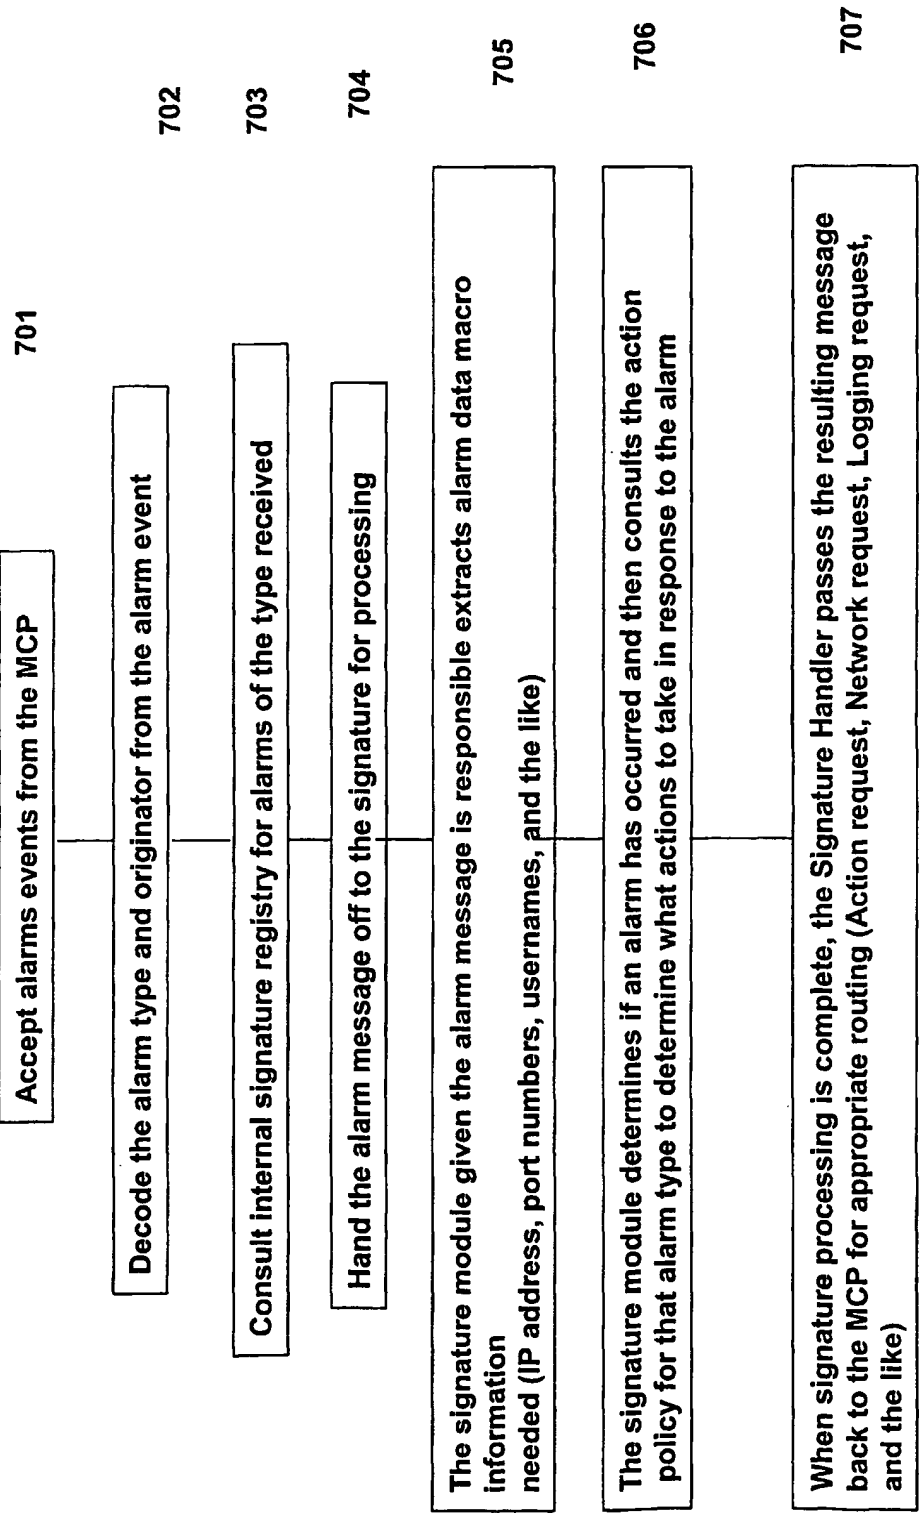 701
Accept alarms events from the MCP
702
Decode the alarm type and originator from the alarm event
703
Consult internal signature registry for alarms of the type received
704
Hand the alarm message off to the signature for processing
705
The signature module given the alarm message is responsible extracts alarm data macro
information
needed (IP address, port numbers, usernames, and the like)
706
The signature module determines if an alarm has occurred and then consults the action
policy for that alarm type to determine what actions to take in response to the alarm
707
When signature processing is complete, the Signature Handler passes the resulting message
back to the MCP for appropriate routing (Action request, Network request, Logging request,
and the like)